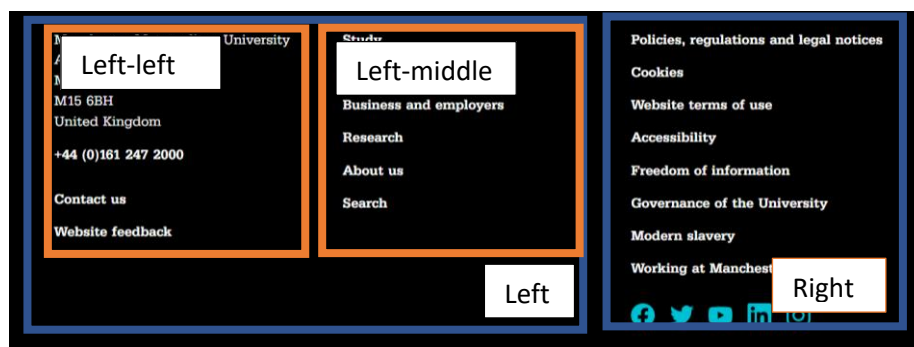 University
Left-left
M15 6BH
United Kingdom
+44 (0)161 247 2000
Contact us
Website feedback
Study
Left-middle
Business and employers
Research
About us
Search
Left
Policies, regulations and legal notices
Cookies
Website terms of use
Accessibility
Freedom of information
Governance of the University
Modern slavery
Working at
Right
in